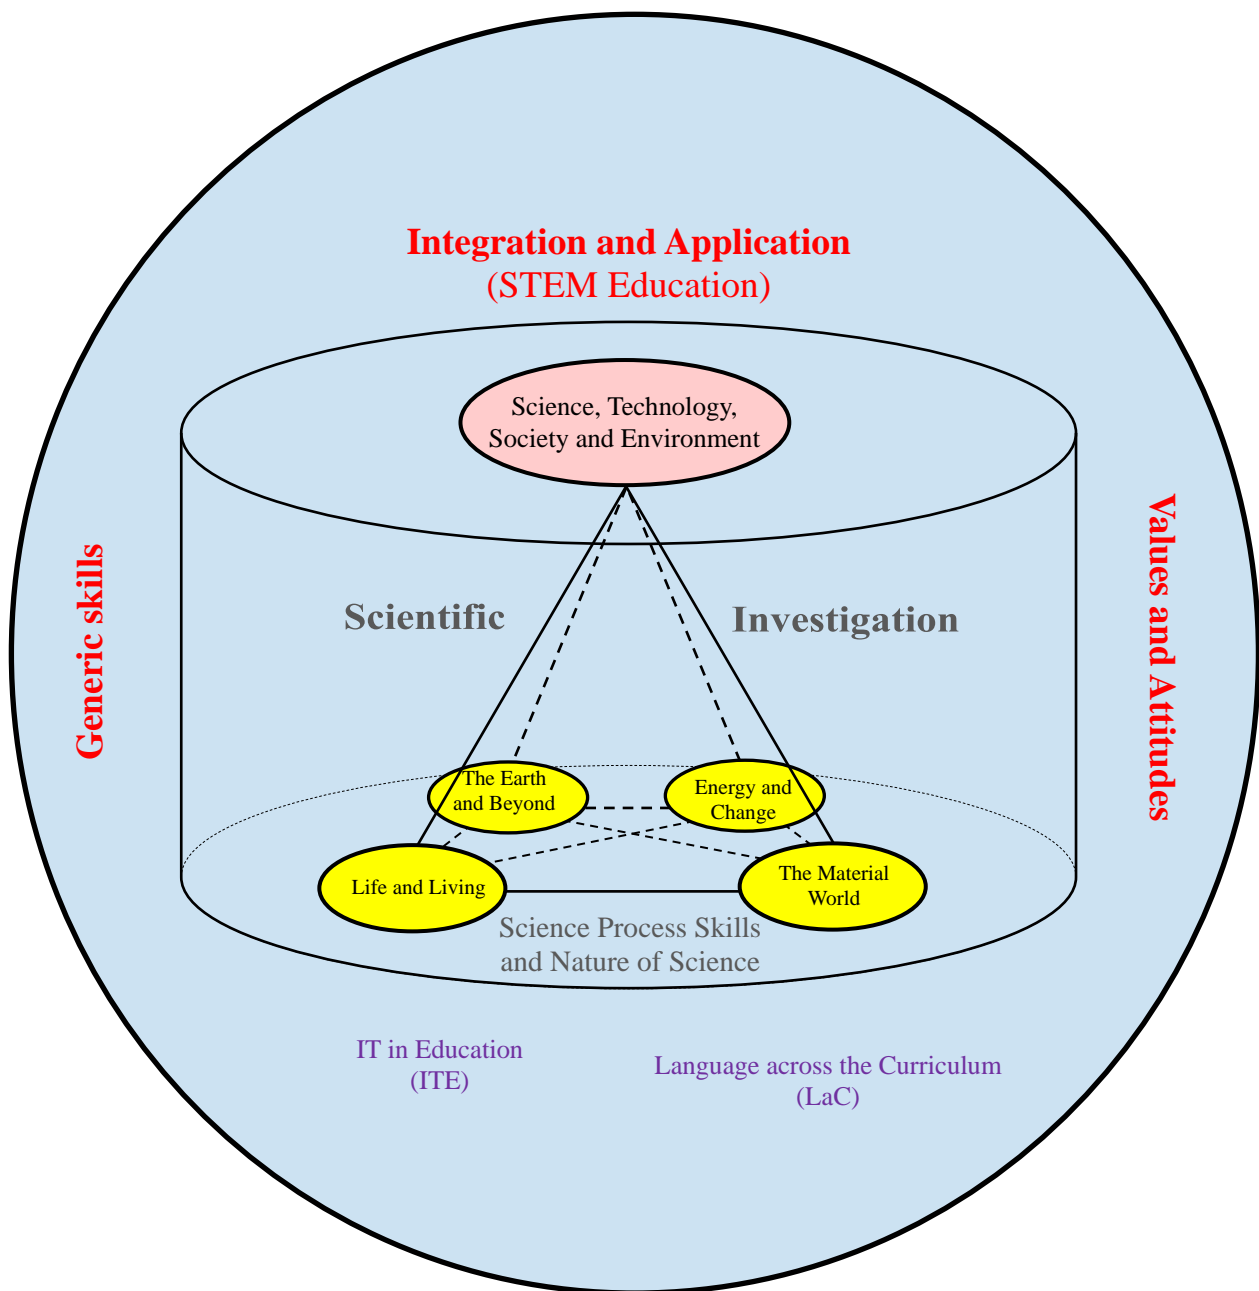 Integration and Application
(STEM Education)
Science, Technology,
Society and Environment
Generic skills
Values and Attitudes
Scientific
Investigation
The Earth
and Beyond
Energy and
Change
Life and Living
The Material
World
Science Process Skills
and Nature of Science
IT in Education
(ITE)
Language across the Curriculum
(LaC)